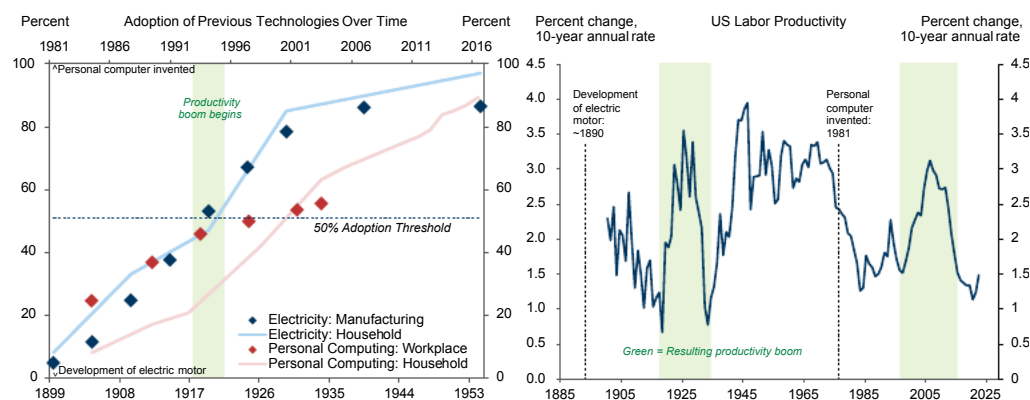 Percent
Adoption of Previous Technologies Over Time
Percent
1981
1986
1991
1996
2001
2006
2011
2016
100
80
60
40
20
0
100
80
60
40
20
0
^Personal computer invented
Productivity
boom begins
50% Adoption Threshold
Electricity: Manufacturing
Electricity: Household
Personal Computing: Workplace
Personal Computing: Household
˅Development of electric motor
1899
1908
1917
1926
1935
1944
1953
Percent change,
10-year annual rate
US Labor Productivity
Percent change,
10-year annual rate
4.5
4.0
3.5
3.0
2.5
2.0
1.5
1.0
0.5
0.0
4.5
4
3.5
3
2.5
2
1.5
1
0.5
0
Development
of electric
motor:
~1890
Personal
computer
invented:
1981
Green = Resulting productivity boom
1885
1905
1925
1945
1965
1985
2005
2025